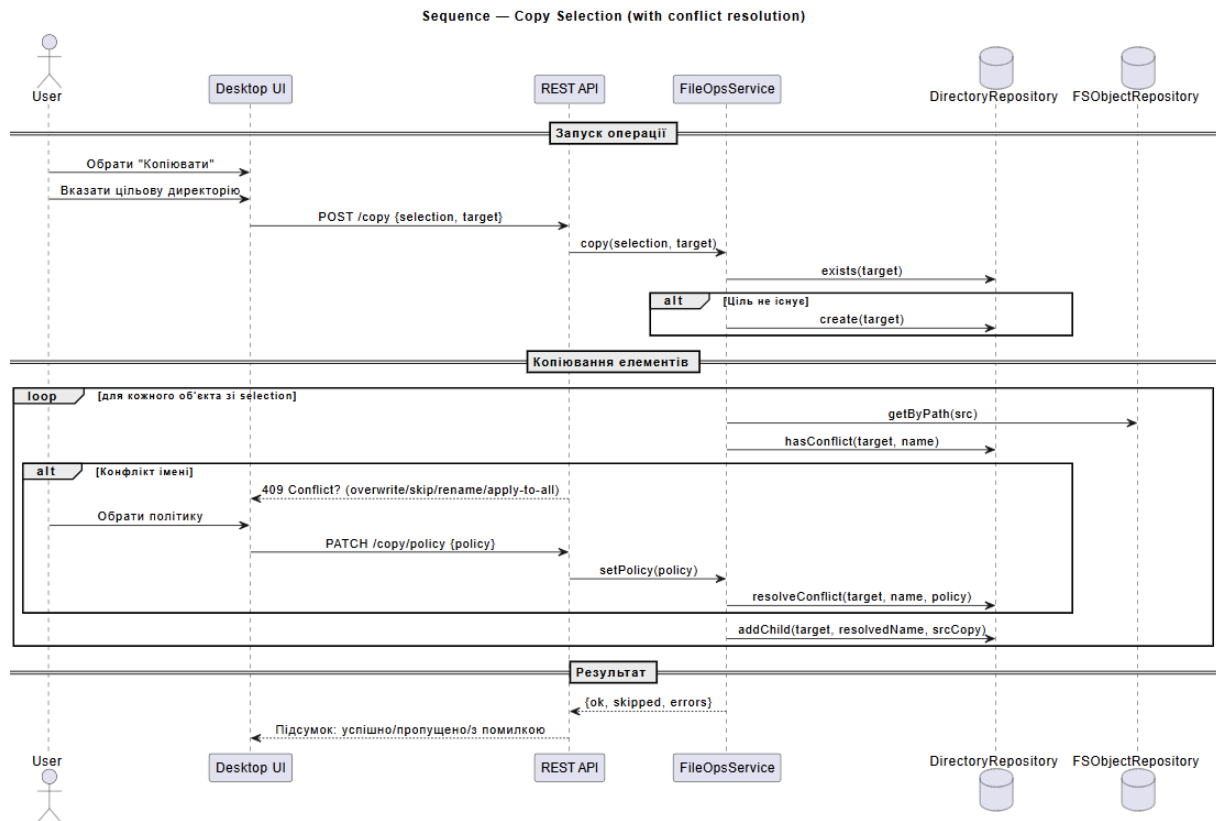 Sequence — Copy Selection (with conflict resolution)
User
Desktop UI
REST API
FileOpsService
DirectoryRepository
FSObjectRepository
Запуск операції
Обрати "Копіювати"
Вказати цільову директорію
POST /copy {selection, target}
copy(selection, target)
exists(target)
alt
[Ціль не існує]
create(target)
Копіювання елементів
loop
[для кожного об'єкта зі selection]
getByPath(src)
hasConflict(target, name)
alt
[Конфлікт імені]
409 Conflict? (overwrite/skip/rename/apply-to-all)
Обрати політику
PATCH /copy/policy {policy}
setPolicy(policy)
resolveConflict(target, name, policy)
addChild(target, resolvedName, srcCopy)
Результат
{ok, skipped, errors}
Підсумок: успішно/пропущено/з помилкою
User
Desktop UI
REST API
FileOpsService
DirectoryRepository
FSObjectRepository